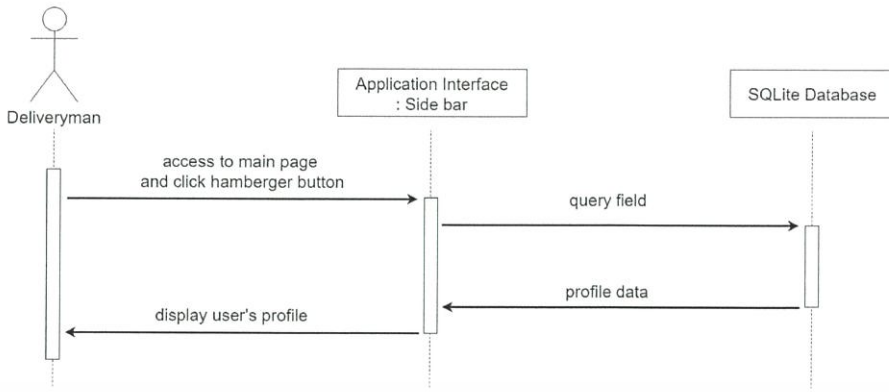 Application Interface
: Side bar
SQLite Database
Deliveryman
access to main page
and click hamberger button
query field
profile data
display user's profile